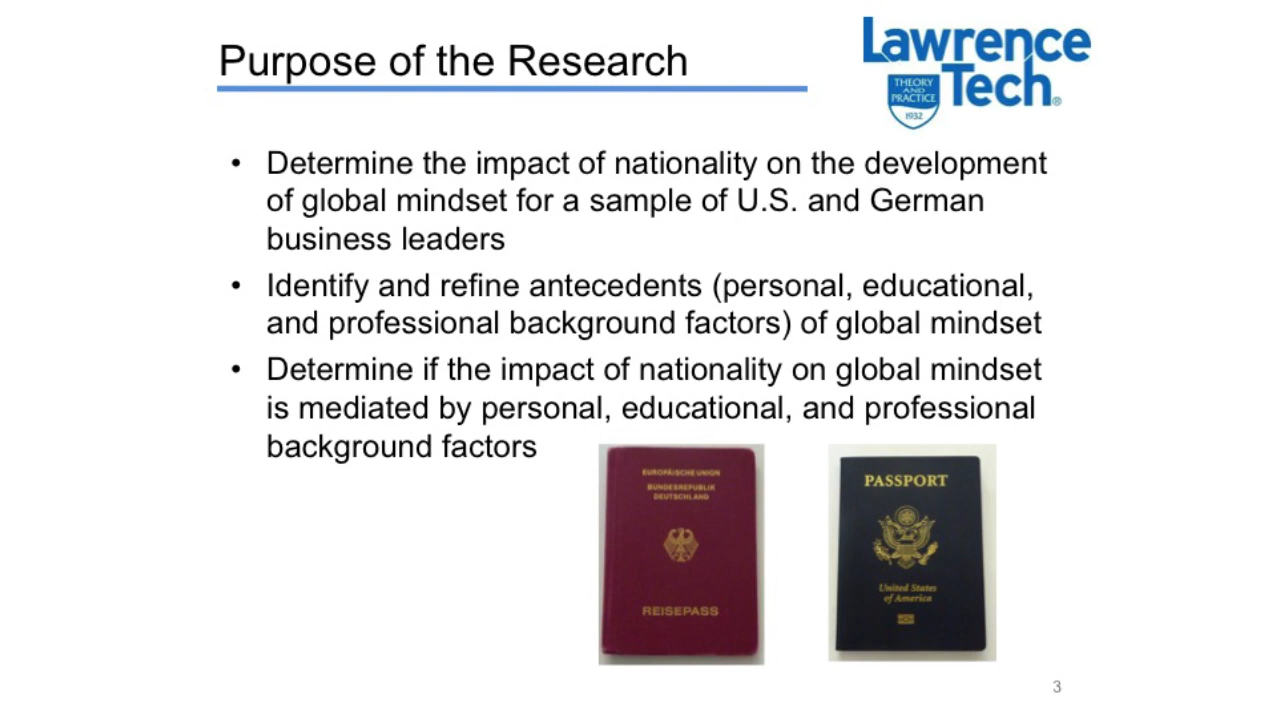 Purpose of the Research
Lawrence
Tech®
THEORY
AND
PRACTICE
1932
• Determine the impact of nationality on the development
of global mindset for a sample of U.S. and German
business leaders
• Identify and refine antecedents (personal, educational,
and professional background factors) of global mindset
• Determine if the impact of nationality on global mindset
is mediated by personal, educational, and professional
background factors
EUROPÄISCHE UNION
BUNDESREPUBLIK
DEUTSCHLAND
REISEPASS
PASSPORT
United States
of America
3